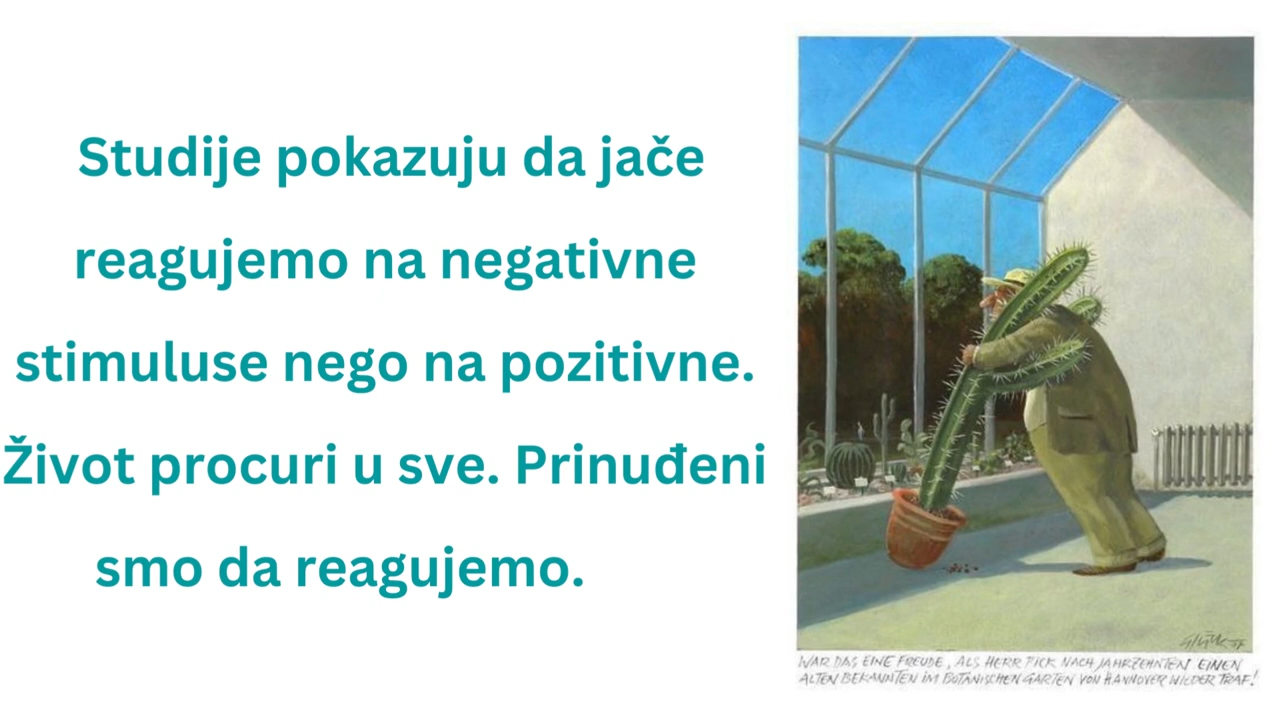 Studije pokazuju da jače
reagujemo na negativne
stimuluse nego na pozitivne.
Život procuri u sve. Prinuđeni
smo da reagujemo.
WAR DAS EINE FREUDE, ALS HERR PICK NACH JAHRZEHNTEN EINEN
ALTEN BEKANNTEN IM BOTANISCHEN GARTEN VON HANNOVER WIEDER TRAF!